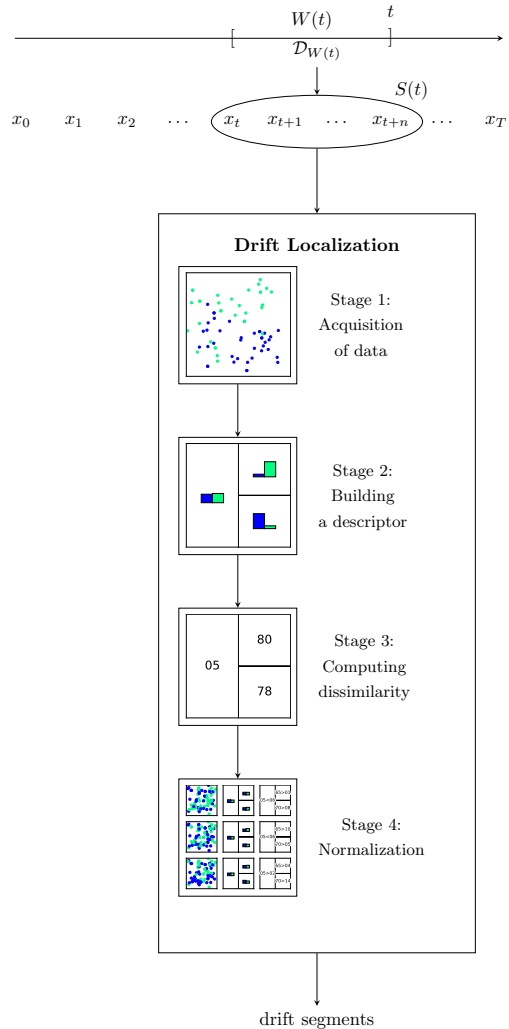 W(t)
t
[ ]
𝒟_{W(t)}
S(t)
x_0 x_1 x_2 ⋯ x_t x_{t+1} ⋯ x_{t+n} ⋯ x_T
Drift Localization
Stage 1:
Acquisition
of data
Stage 2:
Building
a descriptor
05
80
78
Stage 3:
Computing
dissimilarity
Stage 4:
Normalization
drift segments